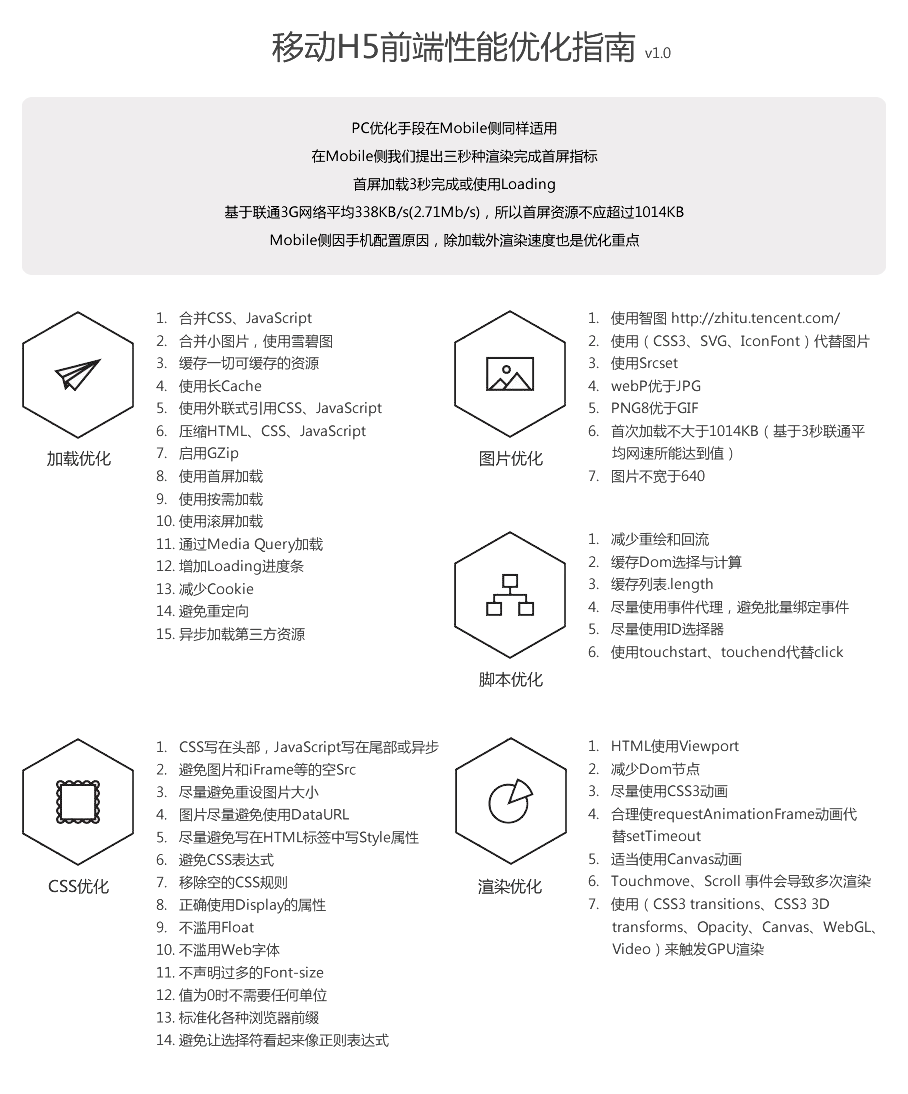 移动H5前端性能优化指南 v1.0
PC优化手段在Mobile侧同样适用
在Mobile侧我们提出三秒种渲染完成首屏指标
首屏加载3秒完成或使用Loading
基于联通3G网络平均338KB/s(2.71Mb/s)，所以首屏资源不应超过1014KB
Mobile侧因手机配置原因，除加载外渲染速度也是优化重点
加载优化
1. 合并CSS、JavaScript
2. 合并小图片，使用雪碧图
3. 缓存一切可缓存的资源
4. 使用长Cache
5. 使用外联式引用CSS、JavaScript
6. 压缩HTML、CSS、JavaScript
7. 启用GZip
8. 使用首屏加载
9. 使用按需加载
10. 使用滚屏加载
11. 通过Media Query加载
12. 增加Loading进度条
13. 减少Cookie
14. 避免重定向
15. 异步加载第三方资源
图片优化
1. 使用智图 http://zhitu.tencent.com/
2. 使用（CSS3、SVG、IconFont）代替图片
3. 使用Srcset
4. webP优于JPG
5. PNG8优于GIF
6. 首次加载不大于1014KB（基于3秒联通平
均网速所能达到值）
7. 图片不宽于640
脚本优化
1. 减少重绘和回流
2. 缓存Dom选择与计算
3. 缓存列表.length
4. 尽量使用事件代理，避免批量绑定事件
5. 尽量使用ID选择器
6. 使用touchstart、touchend代替click
CSS优化
1. CSS写在头部，JavaScript写在尾部或异步
2. 避免图片和iFrame等的空Src
3. 尽量避免重设图片大小
4. 图片尽量避免使用DataURL
5. 尽量避免写在HTML标签中写Style属性
6. 避免CSS表达式
7. 移除空的CSS规则
8. 正确使用Display的属性
9. 不滥用Float
10. 不滥用Web字体
11. 不声明过多的Font-size
12. 值为0时不需要任何单位
13. 标准化各种浏览器前缀
14. 避免让选择符看起来像正则表达式
渲染优化
1. HTML使用Viewport
2. 减少Dom节点
3. 尽量使用CSS3动画
4. 合理使requestAnimationFrame动画代
替setTimeout
5. 适当使用Canvas动画
6. Touchmove、Scroll 事件会导致多次渲染
7. 使用（CSS3 transitions、CSS3 3D
transforms、Opacity、Canvas、WebGL、
Video）来触发GPU渲染